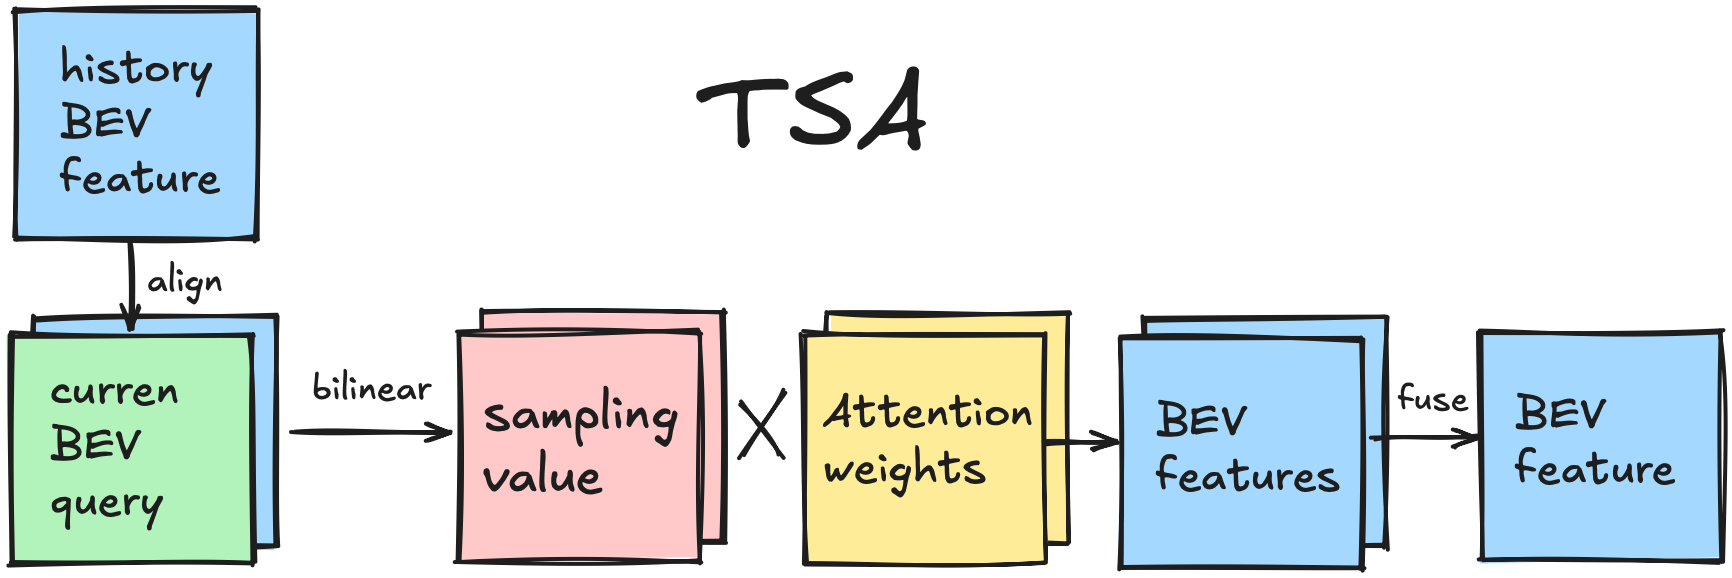 TSA
history
BEV
feature
align
curren
BEV
query
bilinear
sampling
value
Attention
weights
BEV
features
fuse
BEV
feature